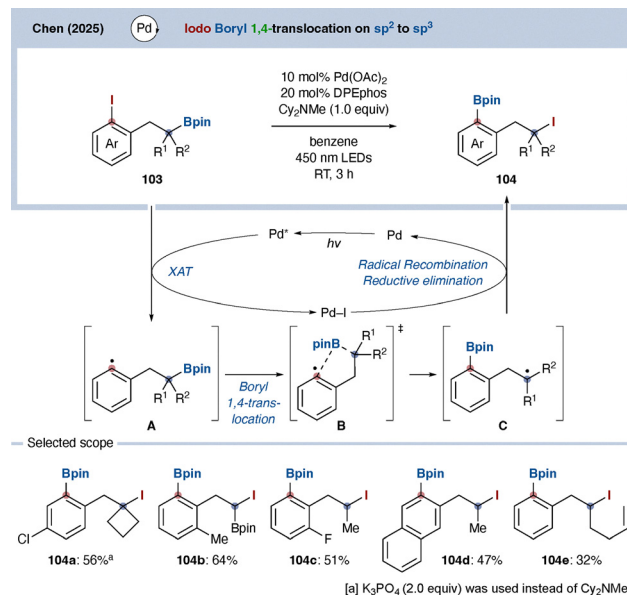 Chen (2025) Pd Iodo Boryl 1,4-translocation on sp2 to sp3
I
Bpin
Ar
R1 R2
103
10 mol% Pd(OAc)2
20 mol% DPEphos
Cy2NMe (1.0 equiv)
benzene
450 nm LEDs
RT, 3 h
Bpin
I
Ar
R1 R2
104
Pd* hν Pd
XAT
Radical Recombination
Reductive elimination
Pd–I
Bpin
R1 R2
A
Boryl
1,4-trans-
location
pinB R1
R2
‡
B
Bpin
R2
R1
C
Selected scope
Bpin
I
Cl
104a: 56%a
Bpin
I
Bpin
Me
104b: 64%
Bpin
I
Me
F
104c: 51%
Bpin
I
Me
104d: 47%
Bpin
I
104e: 32%
[a] K3PO4 (2.0 equiv) was used instead of Cy2NMe